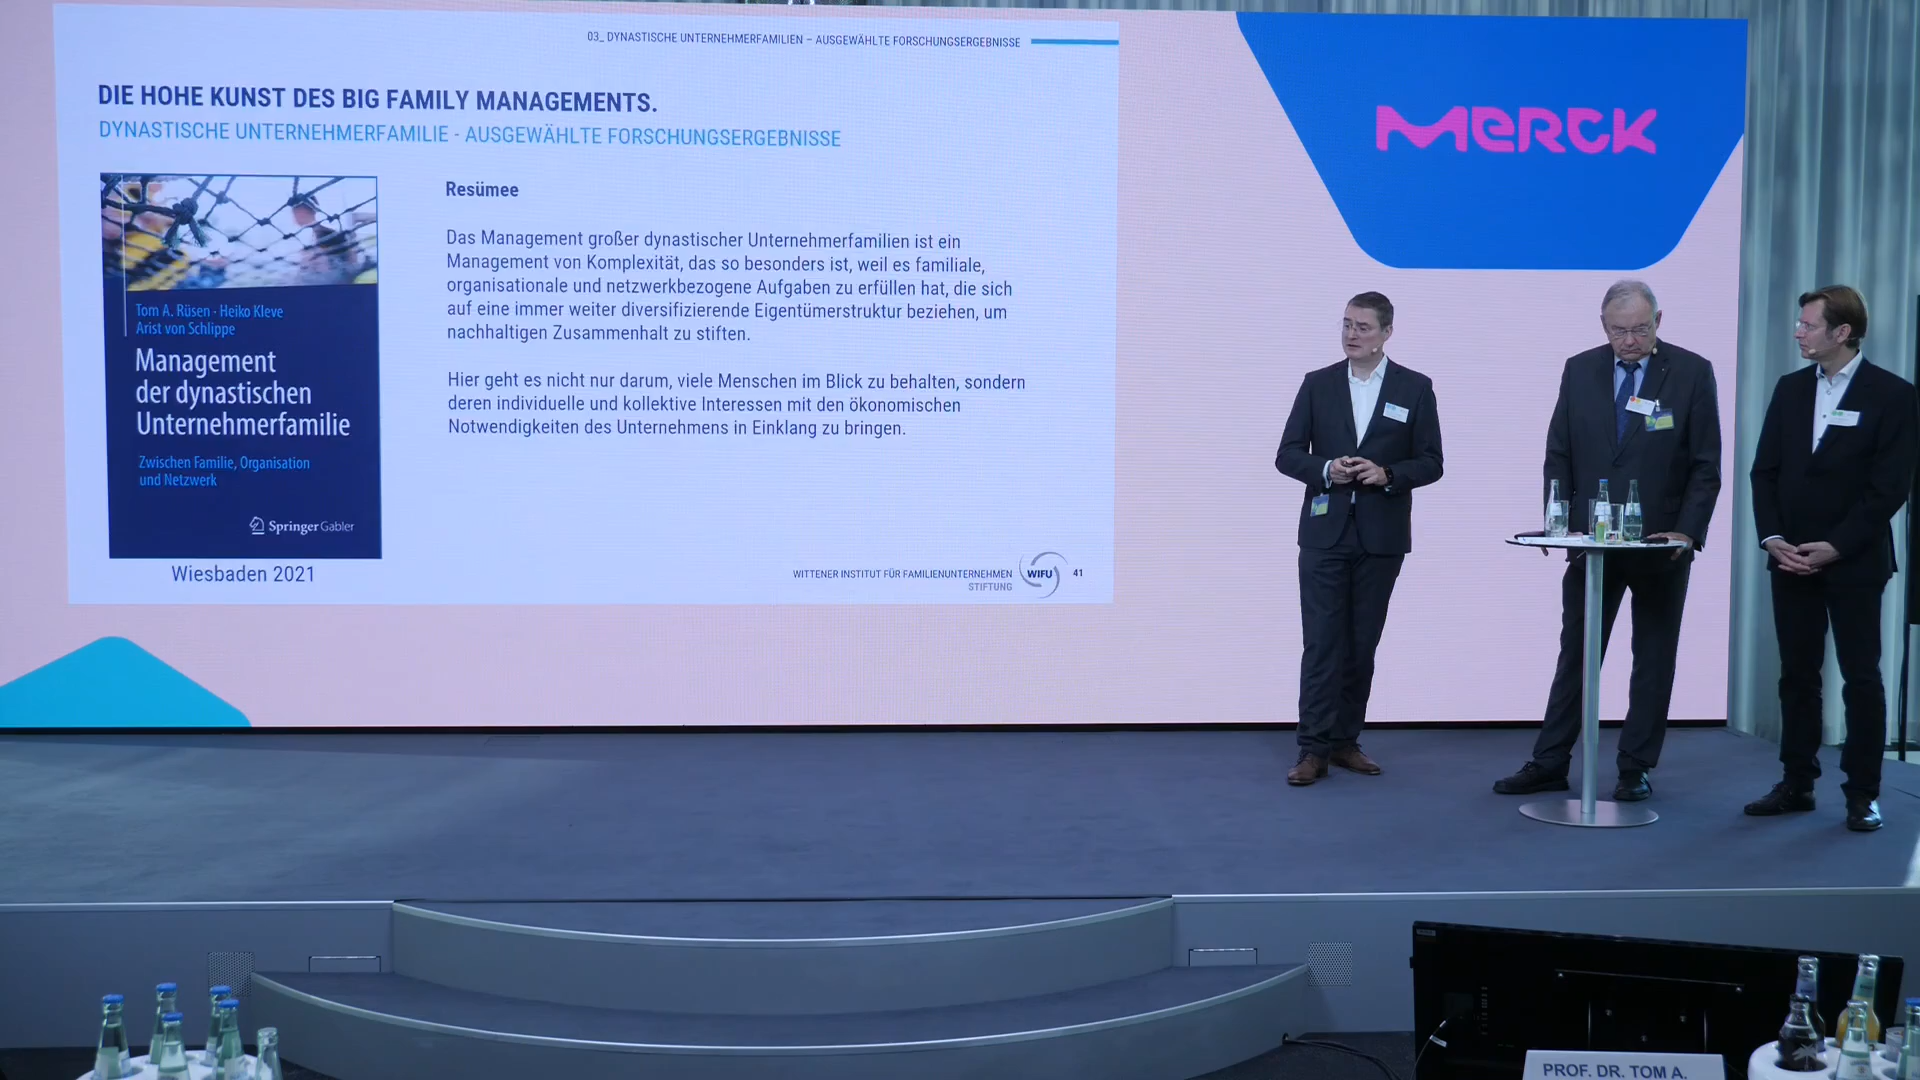 03_ DYNASTISCHE UNTERNEHMERFAMILIEN – AUSGEWÄHLTE FORSCHUNGSERGEBNISSE
DIE HOHE KUNST DES BIG FAMILY MANAGEMENTS.
DYNASTISCHE UNTERNEHMERFAMILIE - AUSGEWÄHLTE FORSCHUNGSERGEBNISSE
Tom A. Rüsen · Heiko Kleve
Arist von Schlippe
Management
der dynastischen
Unternehmerfamilie
Zwischen Familie, Organisation
und Netzwerk
Springer Gabler
Wiesbaden 2021
Resümee
Das Management großer dynastischer Unternehmerfamilien ist ein
Management von Komplexität, das so besonders ist, weil es familiale,
organisationale und netzwerkbezogene Aufgaben zu erfüllen hat, die sich
auf eine immer weiter diversifizierende Eigentümerstruktur beziehen, um
nachhaltigen Zusammenhalt zu stiften.
Hier geht es nicht nur darum, viele Menschen im Blick zu behalten, sondern
deren individuelle und kollektive Interessen mit den ökonomischen
Notwendigkeiten des Unternehmens in Einklang zu bringen.
WITTENER INSTITUT FÜR FAMILIENUNTERNEHMEN
STIFTUNG
WIFU
41
MERCK
PROF. DR. TOM A.